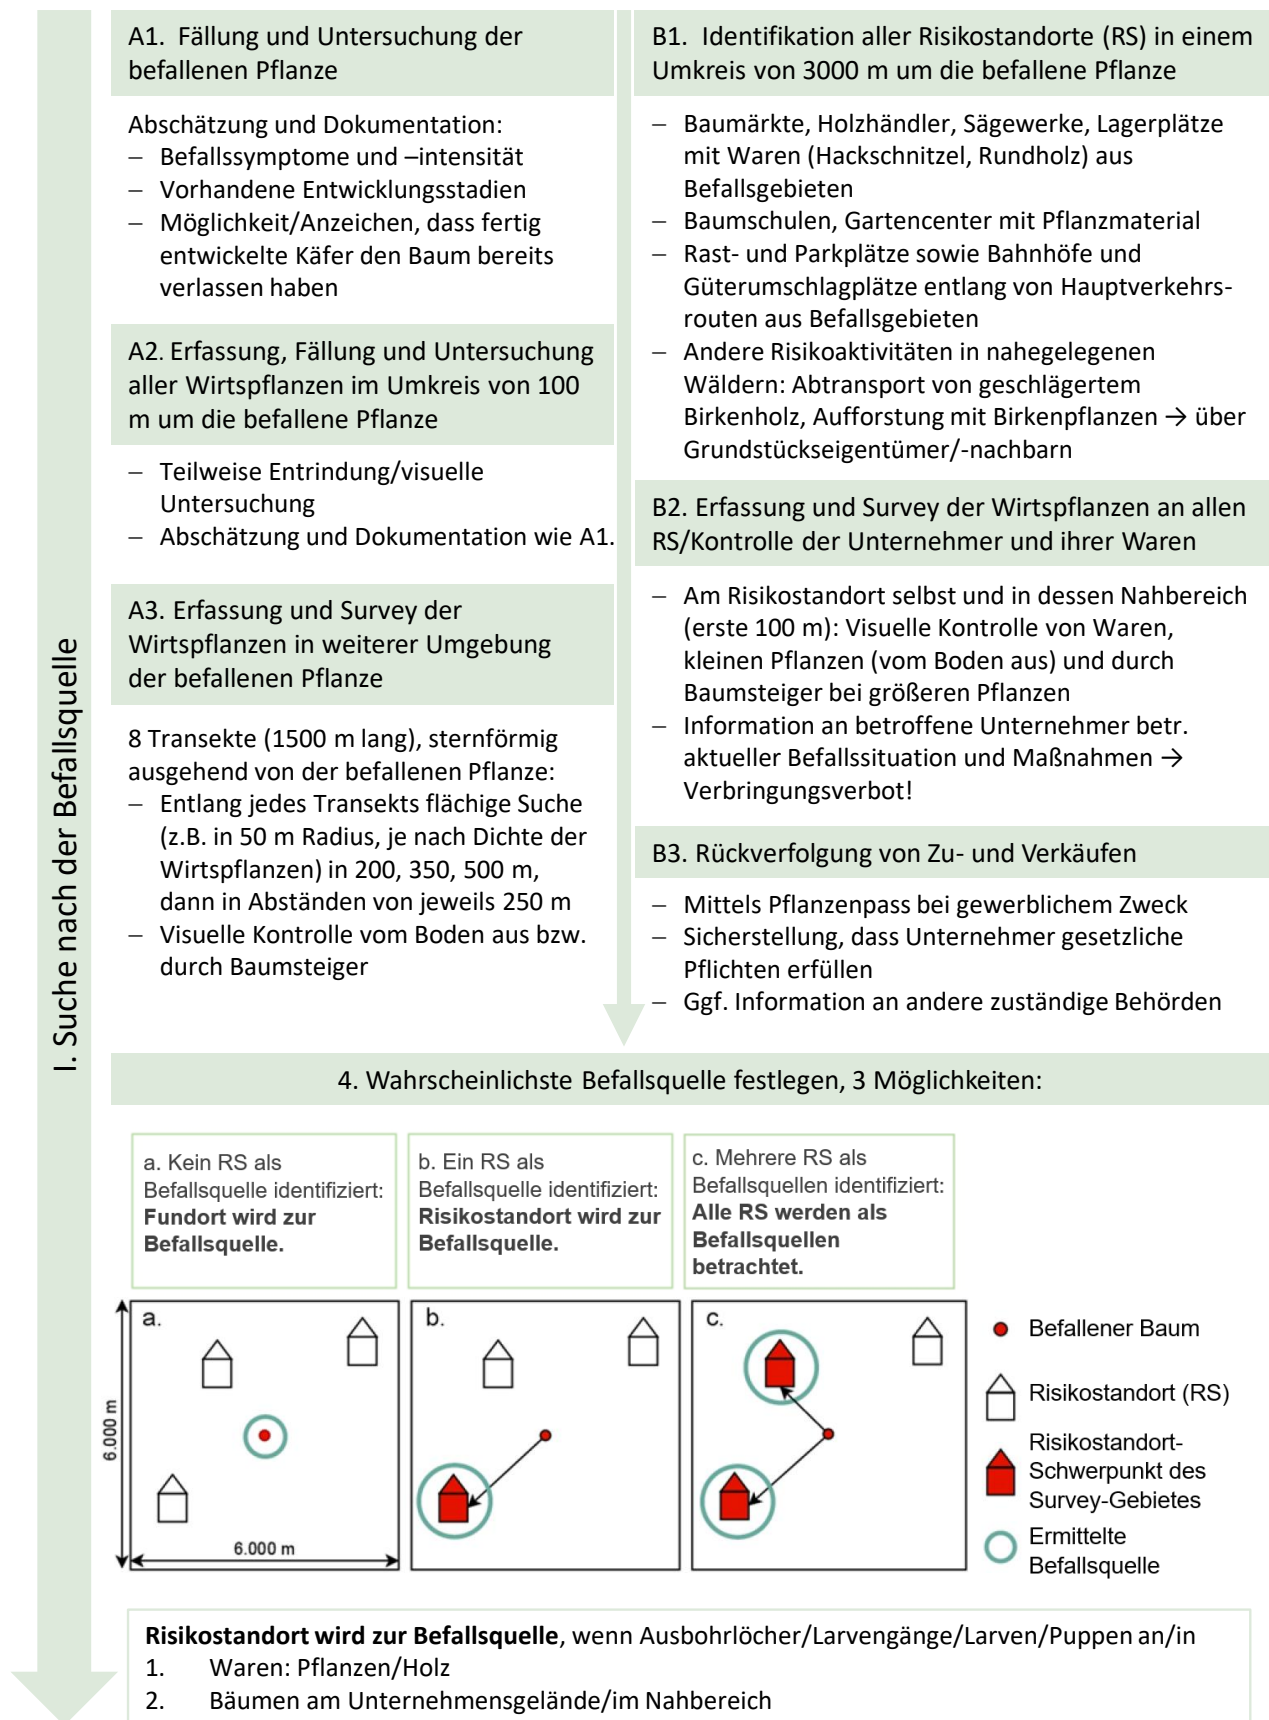 I. Suche nach der Befallsquelle
A1. Fällung und Untersuchung der
befallenen Pflanze
Abschätzung und Dokumentation:
– Befallssymptome und –intensität
– Vorhandene Entwicklungsstadien
– Möglichkeit/Anzeichen, dass fertig
entwickelte Käfer den Baum bereits
verlassen haben
A2. Erfassung, Fällung und Untersuchung
aller Wirtspflanzen im Umkreis von 100
m um die befallene Pflanze
– Teilweise Entrindung/visuelle
Untersuchung
– Abschätzung und Dokumentation wie A1.
A3. Erfassung und Survey der
Wirtspflanzen in weiterer Umgebung
der befallenen Pflanze
8 Transekte (1500 m lang), sternförmig
ausgehend von der befallenen Pflanze:
– Entlang jedes Transekts flächige Suche
(z.B. in 50 m Radius, je nach Dichte der
Wirtspflanzen) in 200, 350, 500 m,
dann in Abständen von jeweils 250 m
– Visuelle Kontrolle vom Boden aus bzw.
durch Baumsteiger
B1. Identifikation aller Risikostandorte (RS) in einem
Umkreis von 3000 m um die befallene Pflanze
– Baumärkte, Holzhändler, Sägewerke, Lagerplätze
mit Waren (Hackschnitzel, Rundholz) aus
Befallsgebieten
– Baumschulen, Gartencenter mit Pflanzmaterial
– Rast- und Parkplätze sowie Bahnhöfe und
Güterumschlagplätze entlang von Hauptverkehrs-
routen aus Befallsgebieten
– Andere Risikoaktivitäten in nahegelegenen
Wäldern: Abtransport von geschlägertem
Birkenholz, Aufforstung mit Birkenpflanzen → über
Grundstückseigentümer/-nachbarn
B2. Erfassung und Survey der Wirtspflanzen an allen
RS/Kontrolle der Unternehmer und ihrer Waren
– Am Risikostandort selbst und in dessen Nahbereich
(erste 100 m): Visuelle Kontrolle von Waren,
kleinen Pflanzen (vom Boden aus) und durch
Baumsteiger bei größeren Pflanzen
– Information an betroffene Unternehmer betr.
aktueller Befallssituation und Maßnahmen →
Verbringungsverbot!
B3. Rückverfolgung von Zu- und Verkäufen
– Mittels Pflanzenpass bei gewerblichem Zweck
– Sicherstellung, dass Unternehmer gesetzliche
Pflichten erfüllen
– Ggf. Information an andere zuständige Behörden
4. Wahrscheinlichste Befallsquelle festlegen, 3 Möglichkeiten:
a. Kein RS als
Befallsquelle identifiziert:
Fundort wird zur
Befallsquelle.
b. Ein RS als
Befallsquelle identifiziert:
Risikostandort wird zur
Befallsquelle.
c. Mehrere RS als
Befallsquellen identifiziert:
Alle RS werden als
Befallsquellen
betrachtet.
a.
6.000 m
6.000 m
b.
c.
Befallener Baum
Risikostandort (RS)
Risikostandort-
Schwerpunkt des
Survey-Gebietes
Ermittelte
Befallsquelle
Risikostandort wird zur Befallsquelle, wenn Ausbohrlöcher/Larvengänge/Larven/Puppen an/in
1. Waren: Pflanzen/Holz
2. Bäumen am Unternehmensgelände/im Nahbereich